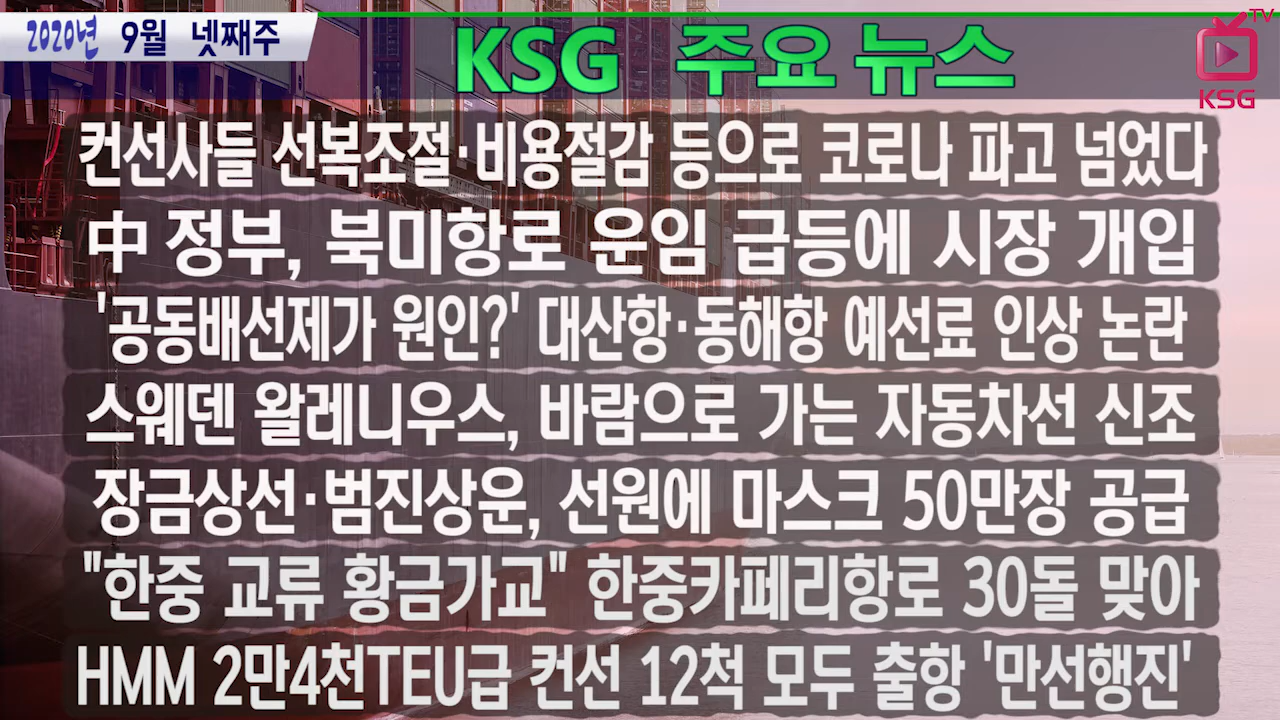 2020년 9월 넷째주
KSG 주요 뉴스
TV
KSG
컨선사들 선복조절·비용절감 등으로 코로나 파고 넘었다
中 정부, 북미항로 운임 급등에 시장 개입
'공동배선제가 원인?' 대산항·동해항 예선료 인상 논란
스웨덴 왈레니우스, 바람으로 가는 자동차선 신조
장금상선·범진상운, 선원에 마스크 50만장 공급
"한중 교류 황금가교" 한중카페리항로 30돌 맞아
HMM 2만4천TEU급 컨선 12척 모두 출항 '만선행진'